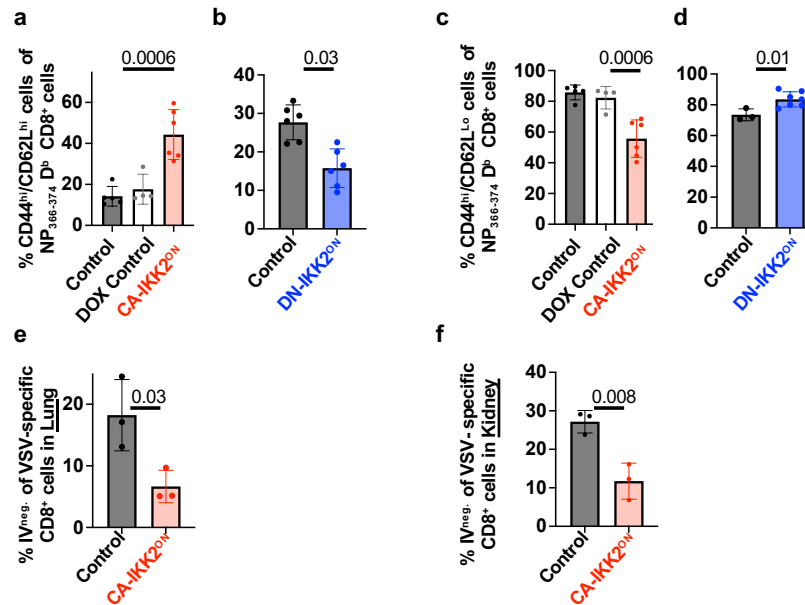 a
% CD44ʰⁱ/CD62Lʰⁱ cells of
NP₃₆₆₋₃₇₄ Dᵇ CD8⁺ cells
0.0006
60
40
20
0
Control
DOX Control
CA-IKK2ᴼᴺ
b
0.03
40
30
20
10
0
Control
DN-IKK2ᴼᴺ
c
% CD44ʰⁱ/CD62Lᴸᵒ cells of
NP₃₆₆₋₃₇₄ Dᵇ CD8⁺ cells
0.0006
100
80
60
40
20
0
Control
DOX Control
CA-IKK2ᴼᴺ
d
0.01
100
80
60
40
20
0
Control
DN-IKK2ᴼᴺ
e
% IVⁿᵉᵍ· of VSV-specific
CD8⁺ cells in Lung
0.03
20
10
0
Control
CA-IKK2ᴼᴺ
f
% IVⁿᵉᵍ· of VSV- specific
CD8⁺ cells in Kidney
0.008
40
30
20
10
0
Control
CA-IKK2ᴼᴺ